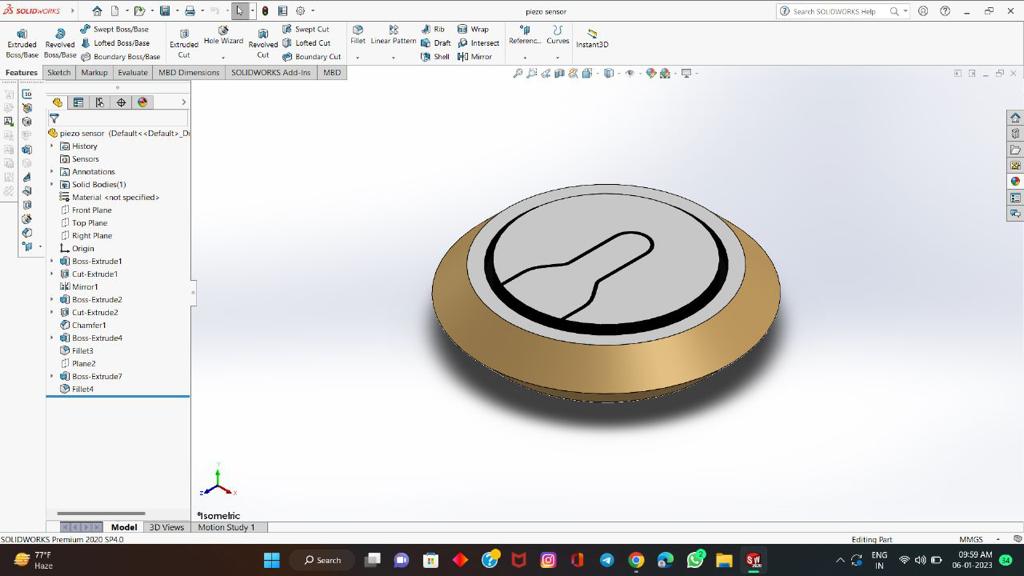 SOLIDWORKS
piezo sensor
Search SOLIDWORKS Help
Extruded Boss/Base
Revolved Boss/Base
Swept Boss/Base
Lofted Boss/Base
Boundary Boss/Base
Extruded Cut
Hole Wizard
Revolved Cut
Swept Cut
Lofted Cut
Boundary Cut
Fillet
Linear Pattern
Rib
Draft
Shell
Wrap
Intersect
Mirror
Referenc...
Curves
Instant3D
Features
Sketch
Markup
Evaluate
MBD Dimensions
SOLIDWORKS Add-Ins
MBD
piezo sensor (Default<<Default>_Di
History
Sensors
Annotations
Solid Bodies(1)
Material <not specified>
Front Plane
Top Plane
Right Plane
Origin
Boss-Extrude1
Cut-Extrude1
Mirror1
Boss-Extrude2
Cut-Extrude2
Chamfer1
Boss-Extrude4
Fillet3
Plane2
Boss-Extrude7
Fillet4
Y
Z
X
*Isometric
Model
3D Views
Motion Study 1
SOLIDWORKS Premium 2020 SP4.0
Editing Part
MMGS
77°F
Haze
Search
2
ENG
IN
09:59 AM
06-01-2023